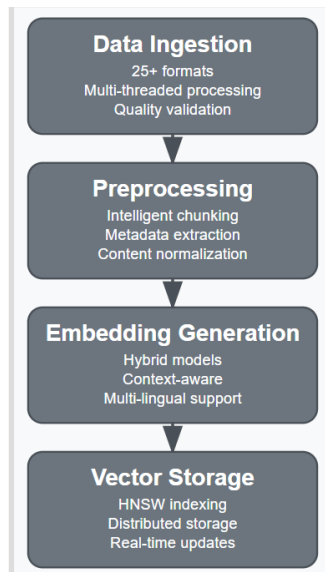 Data Ingestion
25+ formats
Multi-threaded processing
Quality validation
Preprocessing
Intelligent chunking
Metadata extraction
Content normalization
Embedding Generation
Hybrid models
Context-aware
Multi-lingual support
Vector Storage
HNSW indexing
Distributed storage
Real-time updates